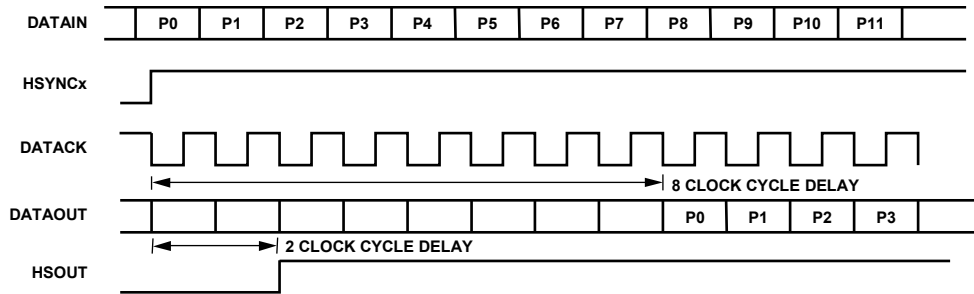 DATAIN P0 P1 P2 P3 P4 P5 P6 P7 P8 P9 P10 P11
HSYNCx
DATACK
8 CLOCK CYCLE DELAY
DATAOUT P0 P1 P2 P3
2 CLOCK CYCLE DELAY
HSOUT